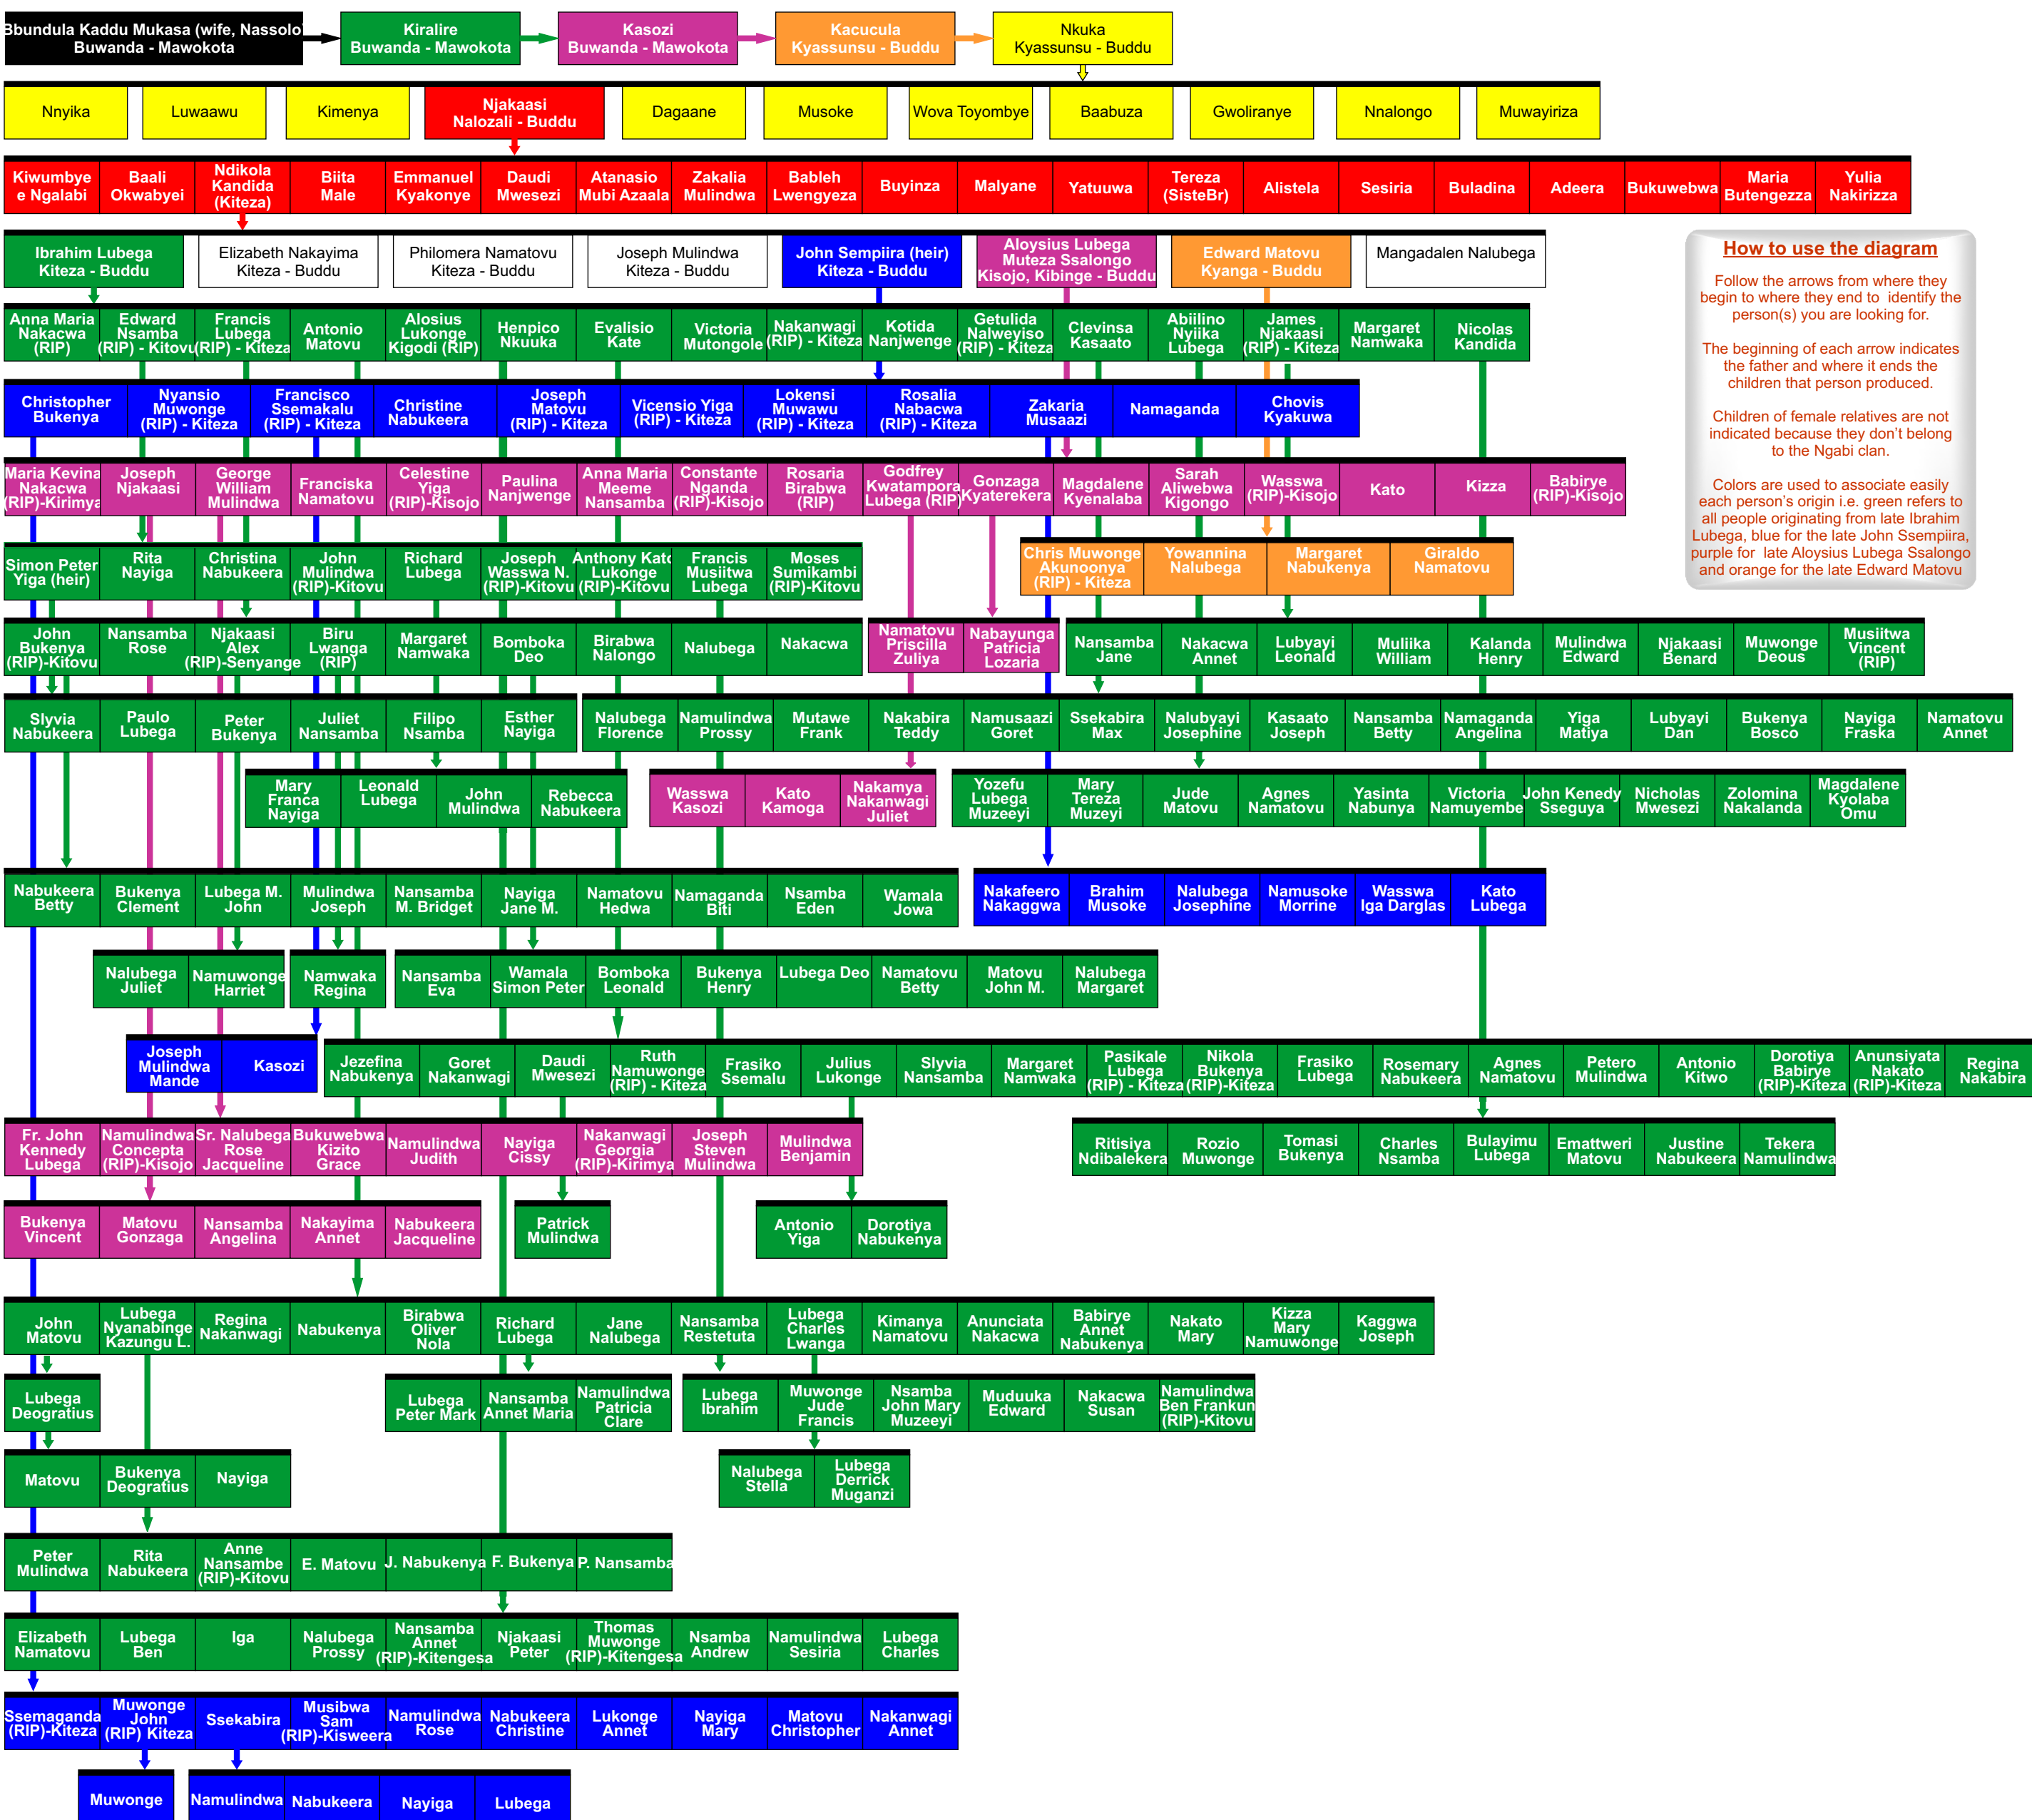 Bbundula Kaddu Mukasa (wife, Nassolo)
Buwanda - Mawokota
Kiralire
Buwanda - Mawokota
Kasozi
Buwanda - Mawokota
Kacucula
Kyassunsu - Buddu
Nkuka
Kyassunsu - Buddu
Nnyika
Luwaawu
Kimenya
Njakaasi
Nalozali - Buddu
Dagaane
Musoke
Wova Toyombye
Baabuza
Gwoliranye
Nnalongo
Muwayiriza
Kiwumbye
e Ngalabi
Baali
Okwabyei
Ndikola
Kandida
(Kiteza)
Biita
Male
Emmanuel
Kyakonye
Daudi
Mwesezi
Atanasio
Mubi Azaala
Zakalia
Mulindwa
Bableh
Lwengyeza
Buyinza
Malyane
Yatuuwa
Tereza
(SisteBr)
Alistela
Sesiria
Buladina
Adeera
Bukuwebwa
Maria
Butengezza
Yulia
Nakirizza
Ibrahim Lubega
Kiteza - Buddu
Elizabeth Nakayima
Kiteza - Buddu
Philomera Namatovu
Kiteza - Buddu
Joseph Mulindwa
Kiteza - Buddu
John Sempiira (heir)
Kiteza - Buddu
Aloysius Lubega
Muteza Ssalongo
Kisojo, Kibinge - Buddu
Edward Matovu
Kyanga - Buddu
Mangadalen Nalubega
How to use the diagram
Follow the arrows from where they
begin to where they end to  identify the
person(s) you are looking for.
The beginning of each arrow indicates
the father and where it ends the
children that person produced.
Children of female relatives are not
indicated because they don't belong
to the Ngabi clan.
Colors are used to associate easily
each person's origin i.e. green refers to
all people originating from late Ibrahim
Lubega, blue for the late John Ssempiira,
purple for  late Aloysius Lubega Ssalongo
and orange for the late Edward Matovu
Anna Maria
Nakacwa
(RIP)
Edward
Nsamba
(RIP) - Kitovu
Francis
Lubega
(RIP) - Kiteza
Antonio
Matovu
Alosius
Lukonge
Kigodi (RIP)
Henpico
Nkuuka
Evalisio
Kate
Victoria
Mutongole
Nakanwagi
(RIP) - Kiteza
Kotida
Nanjwenge
Getulida
Nalweyiso
(RIP) - Kiteza
Clevinsa
Kasaato
Abiilino
Nyiika
Lubega
James
Njakaasi
(RIP) - Kiteza
Margaret
Namwaka
Nicolas
Kandida
Christopher
Bukenya
Nyansio
Muwonge
(RIP) - Kiteza
Francisco
Ssemakalu
(RIP) - Kiteza
Christine
Nabukeera
Joseph
Matovu
(RIP) - Kiteza
Vicensio Yiga
(RIP) - Kiteza
Lokensi
Muwawu
(RIP) - Kiteza
Rosalia
Nabacwa
(RIP) - Kiteza
Zakaria
Musaazi
Namaganda
Chovis
Kyakuwa
Maria Kevina
Nakacwa
(RIP)-Kirimya
Joseph
Njakaasi
George
William
Mulindwa
Franciska
Namatovu
Celestine
Yiga
(RIP)-Kisojo
Paulina
Nanjwenge
Anna Maria
Meeme
Nansamba
Constante
Nganda
(RIP)-Kisojo
Rosaria
Birabwa
(RIP)
Godfrey
Kwatampora
Lubega (RIP)
Gonzaga
Kyaterekera
Magdalene
Kyenalaba
Sarah
Aliwebwa
Kigongo
Wasswa
(RIP)-Kisojo
Kato
Kizza
Babirye
(RIP)-Kisojo
Simon Peter
Yiga (heir)
Rita
Nayiga
Christina
Nabukeera
John
Mulindwa
(RIP)-Kitovu
Richard
Lubega
Joseph
Wasswa N.
(RIP)-Kitovu
Anthony Kato
Lukonge
(RIP)-Kitovu
Francis
Musiitwa
Lubega
Moses
Sumikambi
(RIP)-Kitovu
Chris Muwonge
Akunoonya
(RIP) - Kiteza
Yowannina
Nalubega
Margaret
Nabukenya
Giraldo
Namatovu
John
Bukenya
(RIP)-Kitovu
Nansamba
Rose
Njakaasi
Alex
(RIP)-Senyange
Biru
Lwanga
(RIP)
Margaret
Namwaka
Bomboka
Deo
Birabwa
Nalongo
Nalubega
Nakacwa
Namatovu
Priscilla
Zuliya
Nabayunga
Patricia
Lozaria
Nansamba
Jane
Nakacwa
Annet
Lubyayi
Leonald
Muliika
William
Kalanda
Henry
Mulindwa
Edward
Njakaasi
Benard
Muwonge
Deous
Musiitwa
Vincent
(RIP)
Slyvia
Nabukeera
Paulo
Lubega
Peter
Bukenya
Juliet
Nansamba
Filipo
Nsamba
Esther
Nayiga
Nalubega
Florence
Namulindwa
Prossy
Mutawe
Frank
Nakabira
Teddy
Namusaazi
Goret
Ssekabira
Max
Nalubyayi
Josephine
Kasaato
Joseph
Nansamba
Betty
Namaganda
Angelina
Yiga
Matiya
Lubyayi
Dan
Bukenya
Bosco
Nayiga
Fraska
Namatovu
Annet
Mary
Franca
Nayiga
Leonald
Lubega
John
Mulindwa
Rebecca
Nabukeera
Wasswa
Kasozi
Kato
Kamoga
Nakamya
Nakanwagi
Juliet
Yozefu
Lubega
Muzeeyi
Mary
Tereza
Muzeyi
Jude
Matovu
Agnes
Namatovu
Yasinta
Nabunya
Victoria
Namuyembe
John Kenedy
Sseguya
Nicholas
Mwesezi
Zolomina
Nakalanda
Magdalene
Kyolaba
Omu
Nabukeera
Betty
Bukenya
Clement
Lubega M.
John
Mulindwa
Joseph
Nansamba
M. Bridget
Nayiga
Jane M.
Namatovu
Hedwa
Namaganda
Biti
Nsamba
Eden
Wamala
Jowa
Nakafeero
Nakaggwa
Brahim
Musoke
Nalubega
Josephine
Namusoke
Morrine
Wasswa
Iga Darglas
Kato
Lubega
Nalubega
Juliet
Namuwonge
Harriet
Namwaka
Regina
Nansamba
Eva
Wamala
Simon Peter
Bomboka
Leonald
Bukenya
Henry
Lubega Deo
Namatovu
Betty
Matovu
John M.
Nalubega
Margaret
Joseph
Mulindwa
Mande
Kasozi
Jezefina
Nabukenya
Goret
Nakanwagi
Daudi
Mwesezi
Ruth
Namuwonge
(RIP) - Kiteza
Frasiko
Ssemalu
Julius
Lukonge
Slyvia
Nansamba
Margaret
Namwaka
Pasikale
Lubega
(RIP) - Kiteza
Nikola
Bukenya
(RIP)-Kiteza
Frasiko
Lubega
Rosemary
Nabukeera
Agnes
Namatovu
Petero
Mulindwa
Antonio
Kitwo
Dorotiya
Babirye
(RIP)-Kiteza
Anunsiyata
Nakato
(RIP)-Kiteza
Regina
Nakabira
Fr. John
Kennedy
Lubega
Namulindwa
Concepta
(RIP)-Kisojo
Sr. Nalubega
Rose
Jacqueline
Bukuwebwa
Kizito
Grace
Namulindwa
Judith
Nayiga
Cissy
Nakanwagi
Georgia
(RIP)-Kirimya
Joseph
Steven
Mulindwa
Mulindwa
Benjamin
Ritisiya
Ndibalekera
Rozio
Muwonge
Tomasi
Bukenya
Charles
Nsamba
Bulayimu
Lubega
Emattweri
Matovu
Justine
Nabukeera
Tekera
Namulindwa
Bukenya
Vincent
Matovu
Gonzaga
Nansamba
Angelina
Nakayima
Annet
Nabukeera
Jacqueline
Patrick
Mulindwa
Antonio
Yiga
Dorotiya
Nabukenya
John
Matovu
Lubega
Nyanabinge
Kazungu L.
Regina
Nakanwagi
Nabukenya
Birabwa
Oliver
Nola
Richard
Lubega
Jane
Nalubega
Nansamba
Restetuta
Lubega
Charles
Lwanga
Kimanya
Namatovu
Anunciata
Nakacwa
Babirye
Annet
Nabukenya
Nakato
Mary
Kizza
Mary
Namuwonge
Kaggwa
Joseph
Lubega
Deogratius
Lubega
Peter Mark
Nansamba
Annet Maria
Namulindwa
Patricia
Clare
Lubega
Ibrahim
Muwonge
Jude
Francis
Nsamba
John Mary
Muzeeyi
Muduuka
Edward
Nakacwa
Susan
Namulindwa
Ben Frankun
(RIP)-Kitovu
Matovu
Bukenya
Deogratius
Nayiga
Nalubega
Stella
Lubega
Derrick
Muganzi
Peter
Mulindwa
Rita
Nabukeera
Anne
Nansambe
(RIP)-Kitovu
E. Matovu
J. Nabukenya
F. Bukenya
P. Nansamba
Elizabeth
Namatovu
Lubega
Ben
Iga
Nalubega
Prossy
Nansamba
Annet
(RIP)-Kitengesa
Njakaasi
Peter
Thomas
Muwonge
(RIP)-Kitengesa
Nsamba
Andrew
Namulindwa
Sesiria
Lubega
Charles
Ssemaganda
(RIP)-Kiteza
Muwonge
John
(RIP) Kiteza
Ssekabira
Musibwa
Sam
(RIP)-Kisweera
Namulindwa
Rose
Nabukeera
Christine
Lukonge
Annet
Nayiga
Mary
Matovu
Christopher
Nakanwagi
Annet
Muwonge
Namulindwa
Nabukeera
Nayiga
Lubega